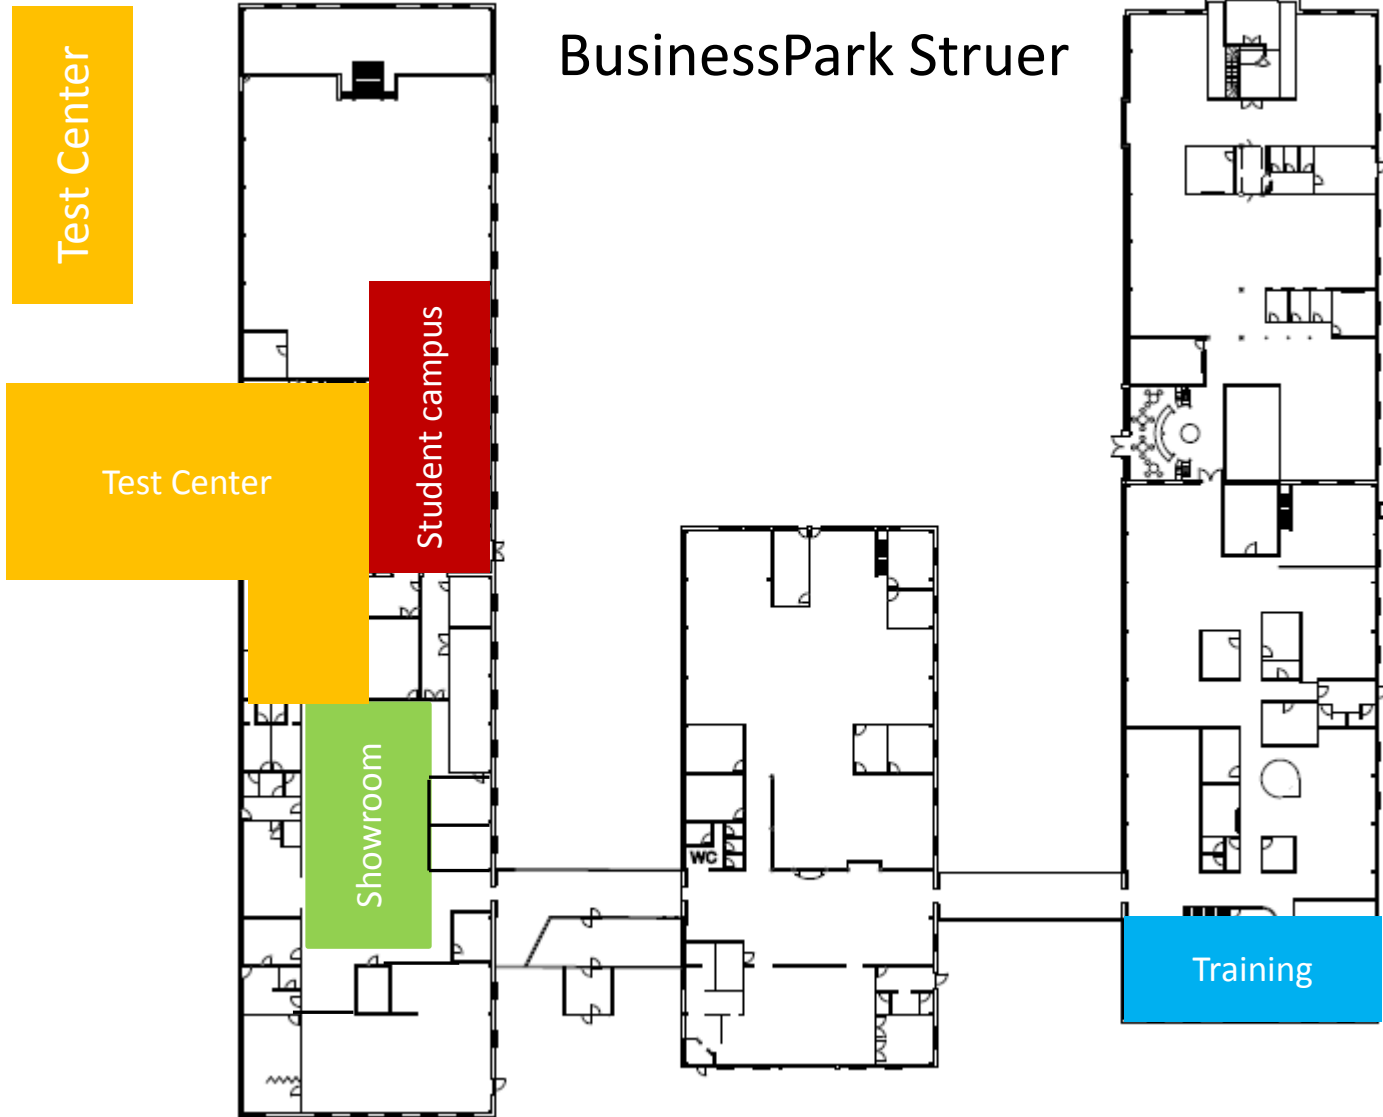 BusinessPark Struer
Test Center
Student campus
Test Center
Showroom
WC
Training